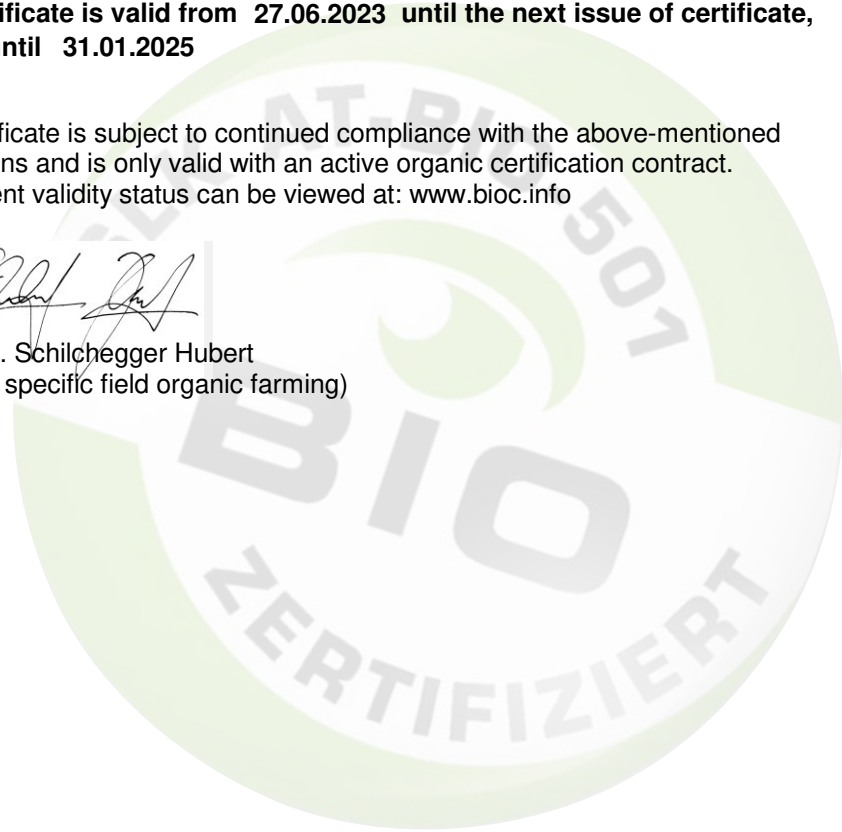 ificate is valid from 27.06.2023 until the next issue of certificate,
until 31.01.2025
ficate is subject to continued compliance with the above-mentioned
ns and is only valid with an active organic certification contract.
ent validity status can be viewed at: www.bioc.info
. Schilchegger Hubert
specific field organic farming)
SLK AT-BIO 501
BIO
ZERTIFIZIERT